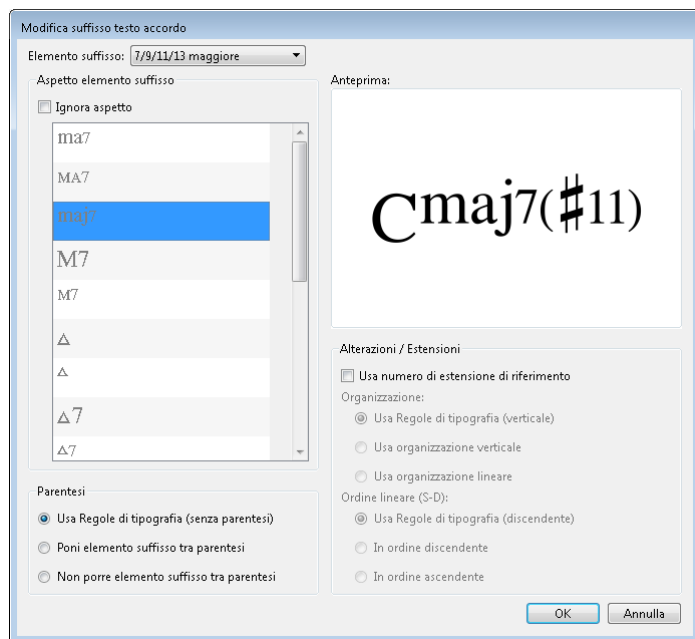 Modifica suffisso testo accordo
Elemento suffisso: 7/9/11/13 maggiore
Aspetto elemento suffisso
Ignora aspetto
ma7
MA7
maj7
M7
M7
△
△
△7
△7
Parentesi
Usa Regole di tipografia (senza parentesi)
Poni elemento suffisso tra parentesi
Non porre elemento suffisso tra parentesi
Anteprima:
Cmaj7(♯11)
Alterazioni / Estensioni
Usa numero di estensione di riferimento
Organizzazione:
Usa Regole di tipografia (verticale)
Usa organizzazione verticale
Usa organizzazione lineare
Ordine lineare (S-D):
Usa Regole di tipografia (discendente)
In ordine discendente
In ordine ascendente
OK Annulla